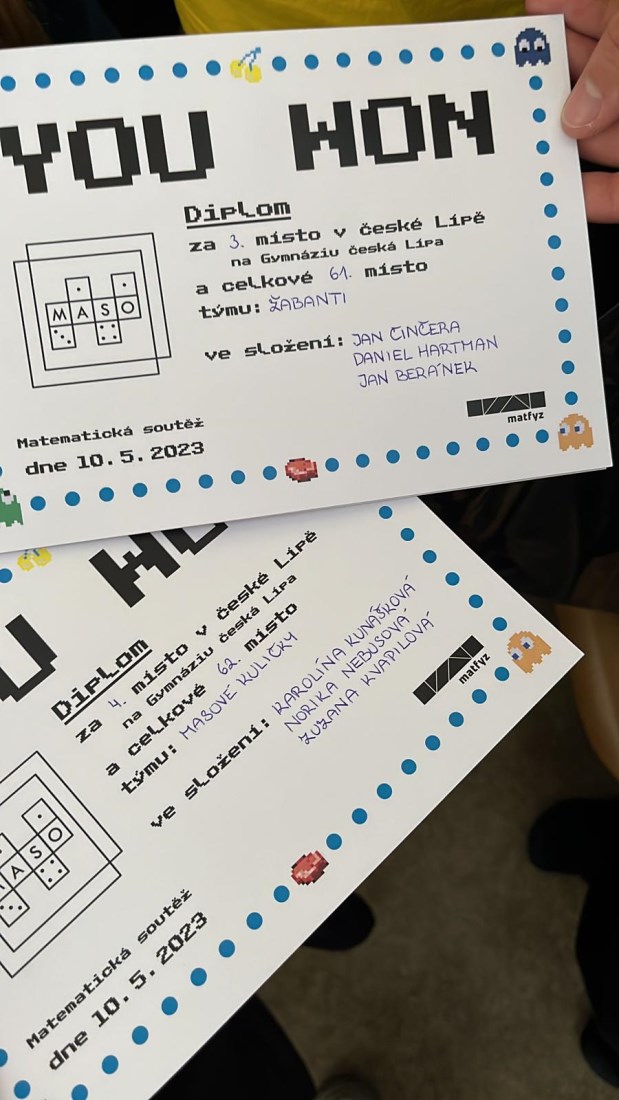 YOU WON
Diplom
za 3. místo v české Lípě
na Gymnáziu česká Lípa
a celkové 61. místo
týmu: ŽABANTI
ve složení: JAN ČINČERA
DANIEL HARTMAN
JAN BERÁNEK
MASO
Matematická soutěž
dne 10.5.2023
matfyz
U WO
Diplom
za 4. místo v české Lípě
na Gymnáziu česká Lípa
a celkové 62. místo
týmu: MASOVÉ KULIČKY
ve složení: KAROLÍNA KUNÁŠKOVÁ
NORIKA NEBUSOVÁ
ZUZANA KVAPILOVÁ
MASO
Matematická soutěž
dne 10.5.2023
matfyz